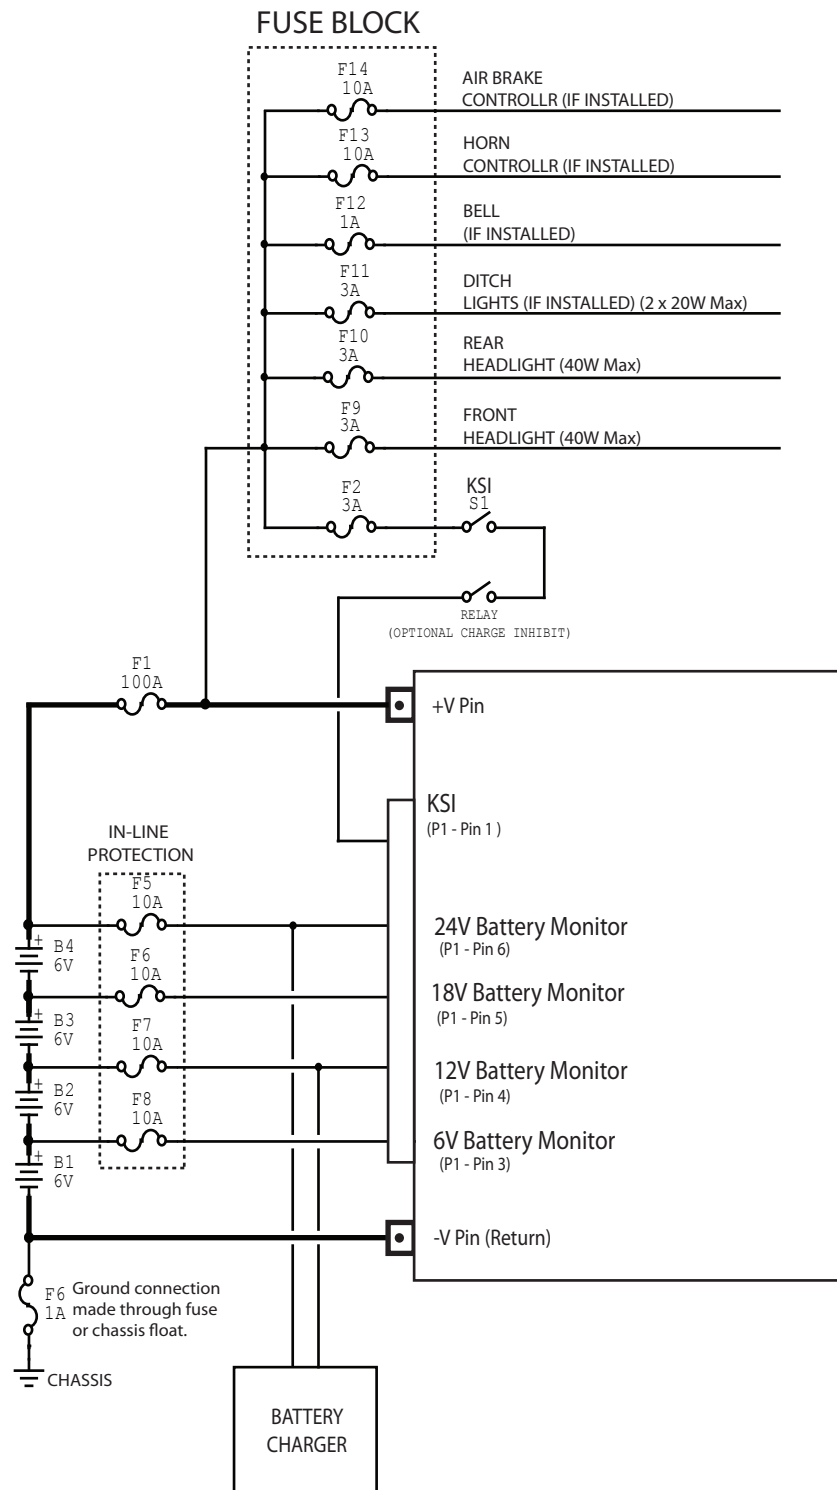 FUSE BLOCK
F14
10A
AIR BRAKE
CONTROLLR (IF INSTALLED)
F13
10A
HORN
CONTROLLR (IF INSTALLED)
F12
1A
BELL
(IF INSTALLED)
F11
3A
DITCH
LIGHTS (IF INSTALLED) (2 x 20W Max)
F10
3A
REAR
HEADLIGHT (40W Max)
F9
3A
FRONT
HEADLIGHT (40W Max)
F2
3A
KSI
S1
RELAY
(OPTIONAL CHARGE INHIBIT)
F1
100A
+V Pin
KSI
(P1 - Pin 1 )
IN-LINE
PROTECTION
F5
10A
24V Battery Monitor
(P1 - Pin 6)
+
B4
6V
F6
10A
18V Battery Monitor
(P1 - Pin 5)
+
B3
6V
F7
10A
12V Battery Monitor
(P1 - Pin 4)
+
B2
6V
F8
10A
6V Battery Monitor
(P1 - Pin 3)
+
B1
6V
-V Pin (Return)
F6
1A
Ground connection
made through fuse
or chassis float.
CHASSIS
BATTERY
CHARGER